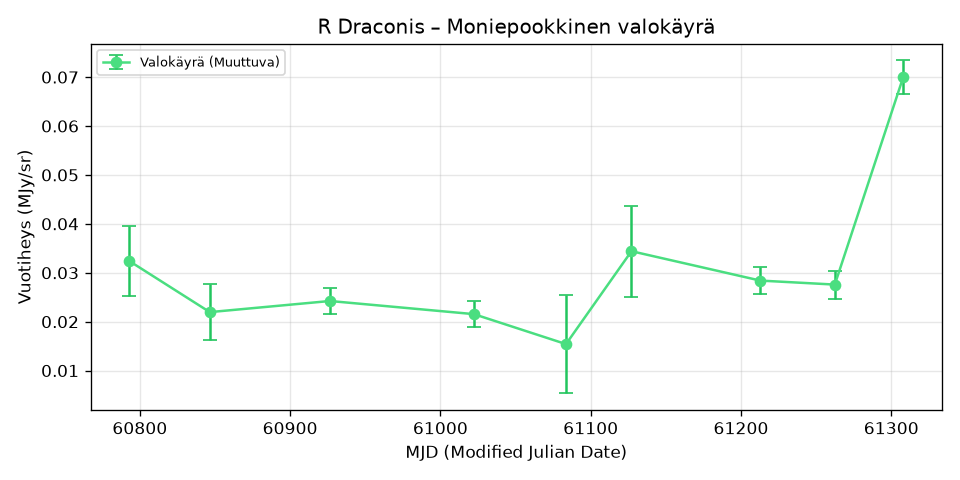 R Draconis – Moniepookkinen valokäyrä
Valokäyrä (Muuttuva)
Vuotiheys (MJy/sr)
0.07
0.06
0.05
0.04
0.03
0.02
0.01
60800 60900 61000 61100 61200 61300
MJD (Modified Julian Date)